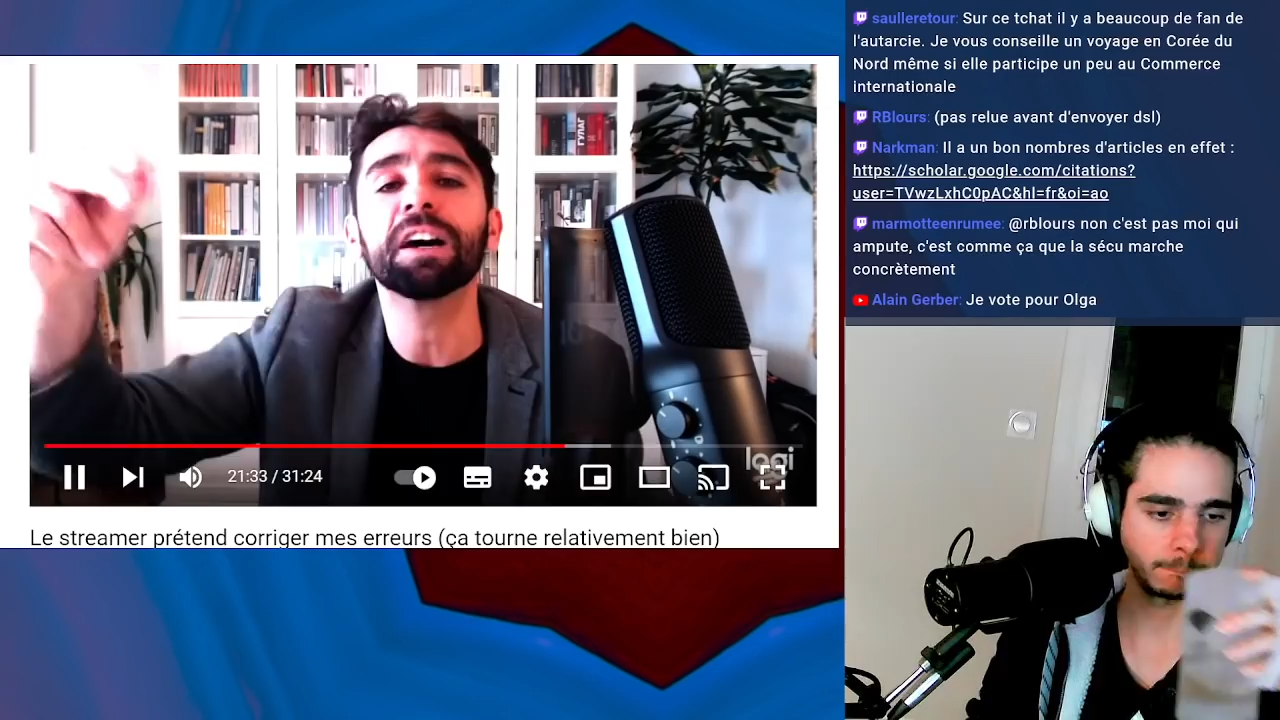 ГУЛАГ
logi
21:33 / 31:24
Le streamer prétend corriger mes erreurs (ça tourne relativement bien)
saulleretour: Sur ce tchat il y a beaucoup de fan de
l'autarcie. Je vous conseille un voyage en Corée du
Nord même si elle participe un peu au Commerce
internationale
RBlours: (pas relue avant d'envoyer dsl)
Narkman: Il a un bon nombres d'articles en effet :
https://scholar.google.com/citations?
user=TVwzLxhC0pAC&hl=fr&oi=ao
marmotteenrumee: @rblours non c'est pas moi qui
ampute, c'est comme ça que la sécu marche
concrètement
Alain Gerber: Je vote pour Olga